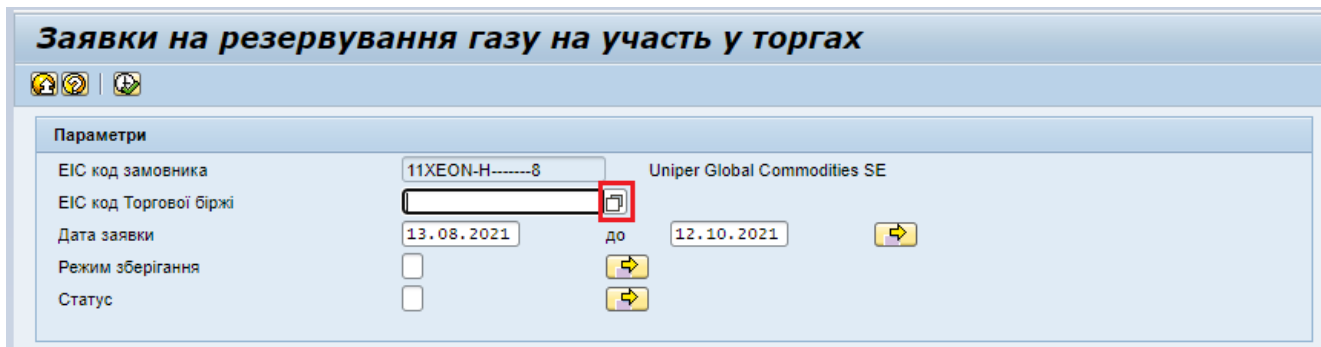 Заявки на резервування газу на участь у торгах
Параметри
EIC код замовника 11XEON-H-------8 Uniper Global Commodities SE
EIC код Торгової біржі
Дата заявки 13.08.2021 до 12.10.2021
Режим зберігання
Статус